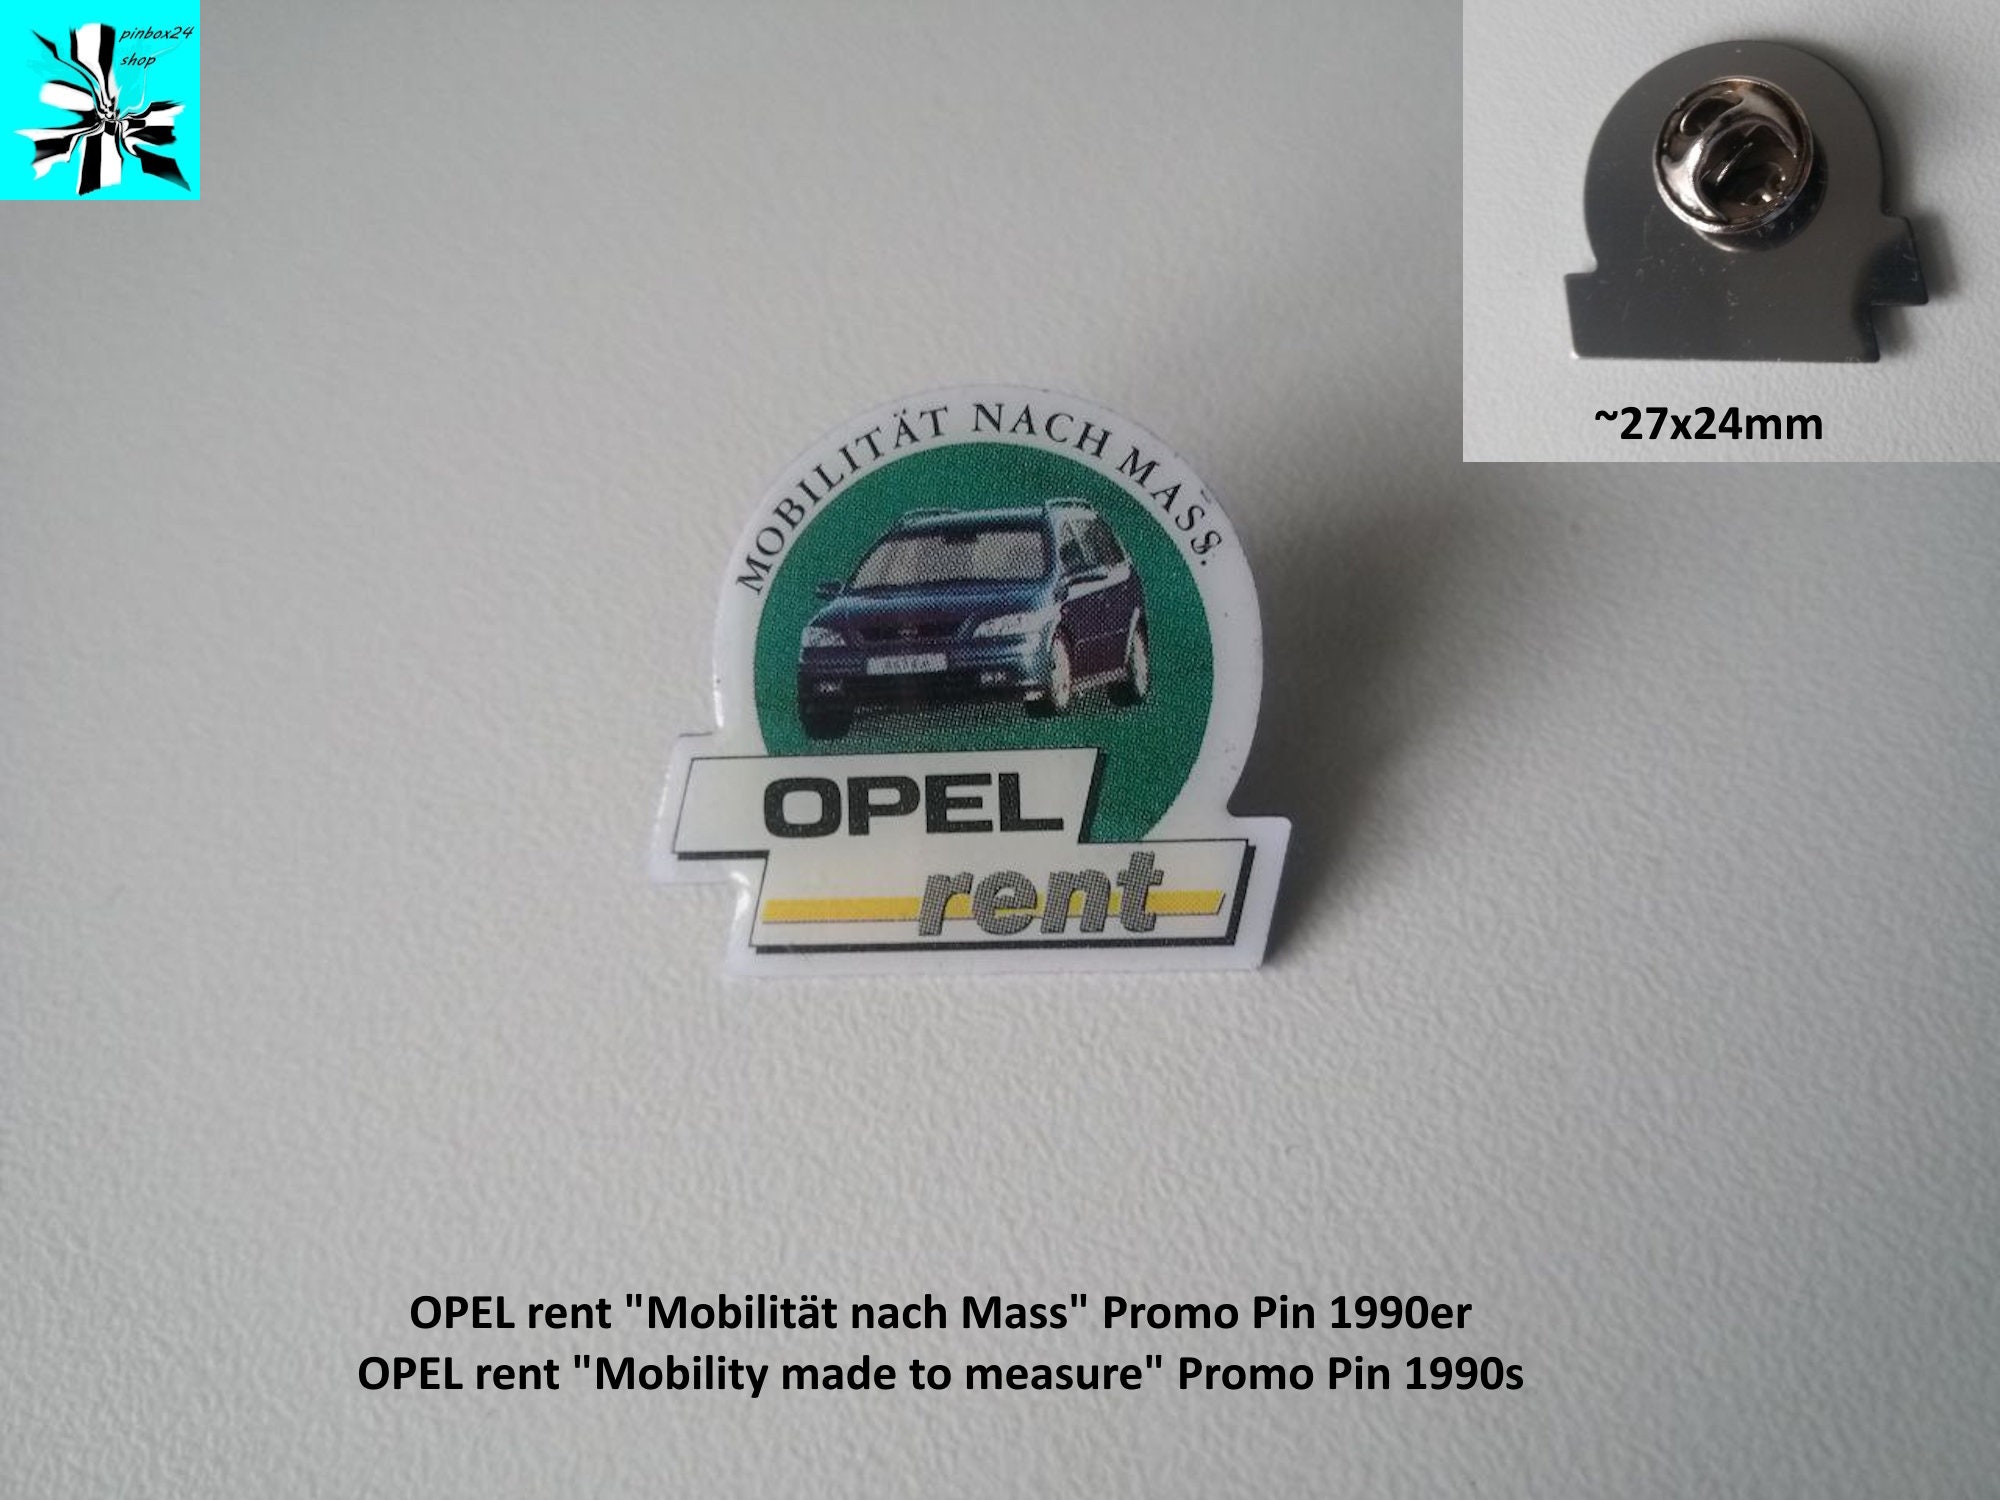 pinbox24
shop
~27x24mm
MOBILITÄT NACH MASS.
OPEL
rent
OPEL rent "Mobilität nach Mass" Promo Pin 1990er
OPEL rent "Mobility made to measure" Promo Pin 1990s